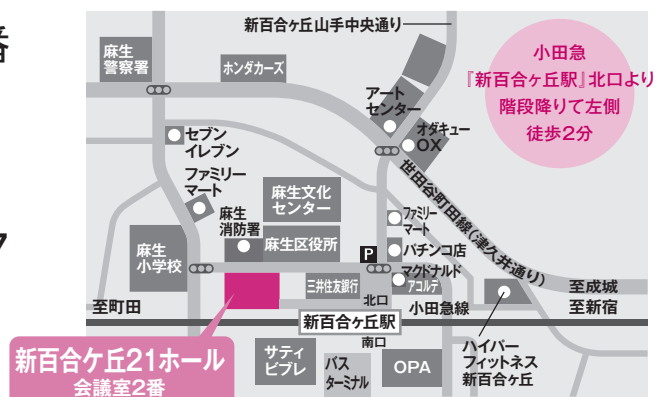 番
ク
新百合ヶ丘山手中央通り
麻生
警察署
ホンダカーズ
小田急
『新百合ヶ丘駅』北口より
階段降りて左側
徒歩2分
アート
センター
オダキュー
OX
セブン
イレブン
ファミリー
マート
麻生文化
センター
世田谷町田線(津久井通り)
麻生
消防署
麻生区役所
ファミリー
マート
パチンコ店
P
麻生
小学校
マクドナルド
アコルデ
三井住友銀行
北口
至町田
小田急線
至成城
至新宿
新百合ヶ丘駅
南口
新百合ケ丘21ホール
会議室2番
サティ
ビブレ
バス
ターミナル
OPA
ハイパー
フィットネス
新百合ヶ丘